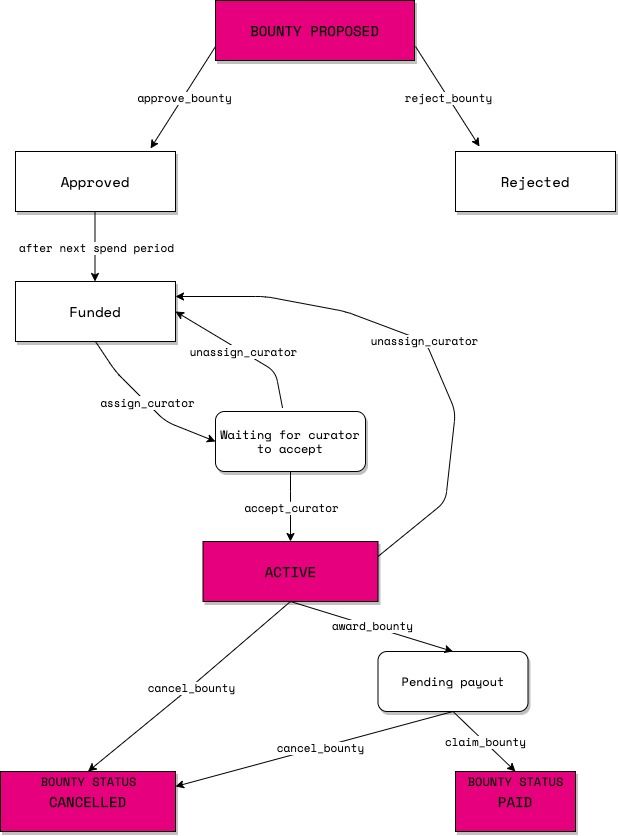 BOUNTY PROPOSED
approve_bounty
reject_bounty
Approved
Rejected
after next spend period
Funded
unassign_curator
unassign_curator
assign_curator
Waiting for curator
to accept
accept_curator
ACTIVE
award_bounty
Pending payout
cancel_bounty
claim_bounty
cancel_bounty
BOUNTY STATUS
CANCELLED
BOUNTY STATUS
PAID